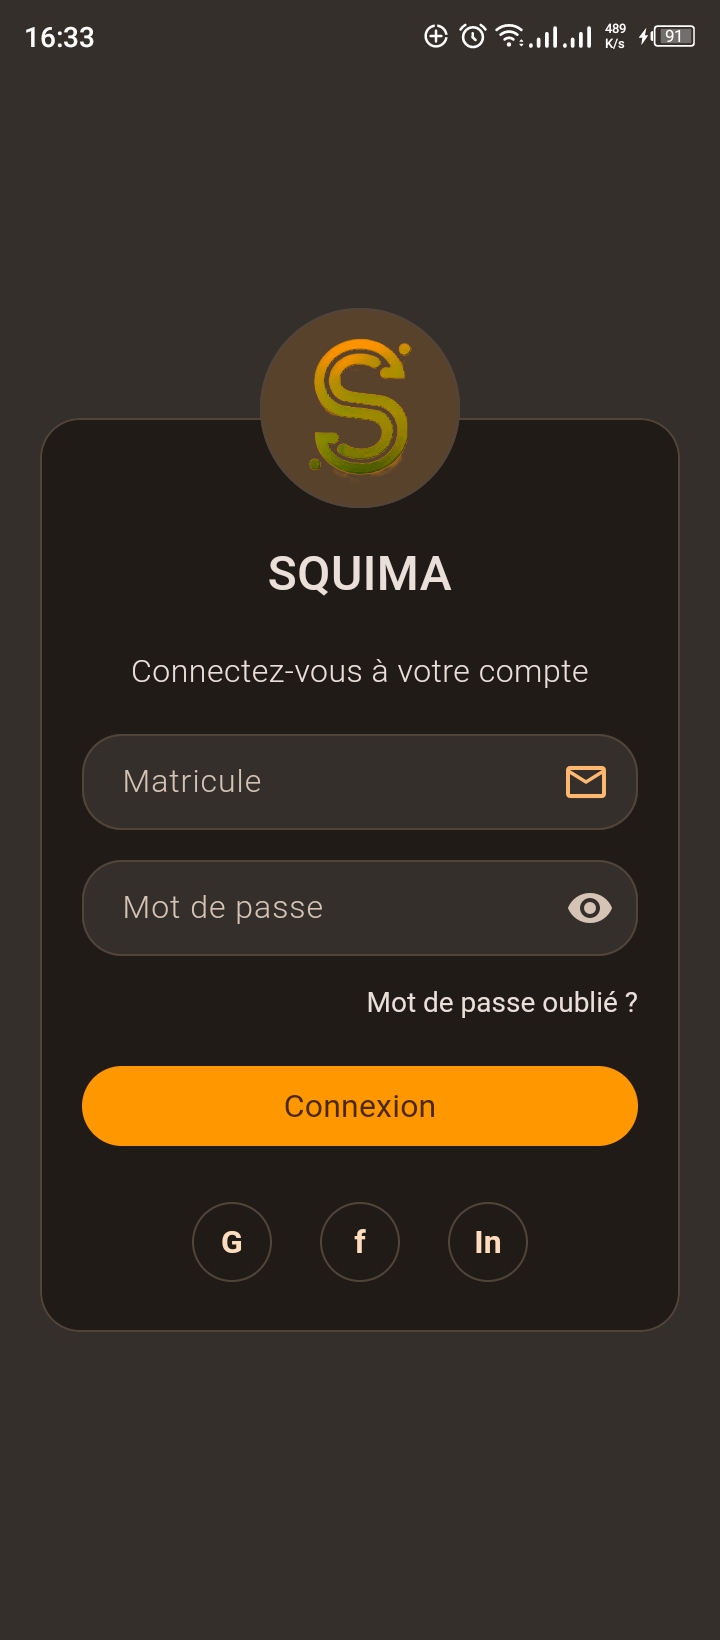 16:33
489
K/s
91
S
SQUIMA
Connectez-vous à votre compte
Matricule
Mot de passe
Mot de passe oublié ?
Connexion
G
f
In